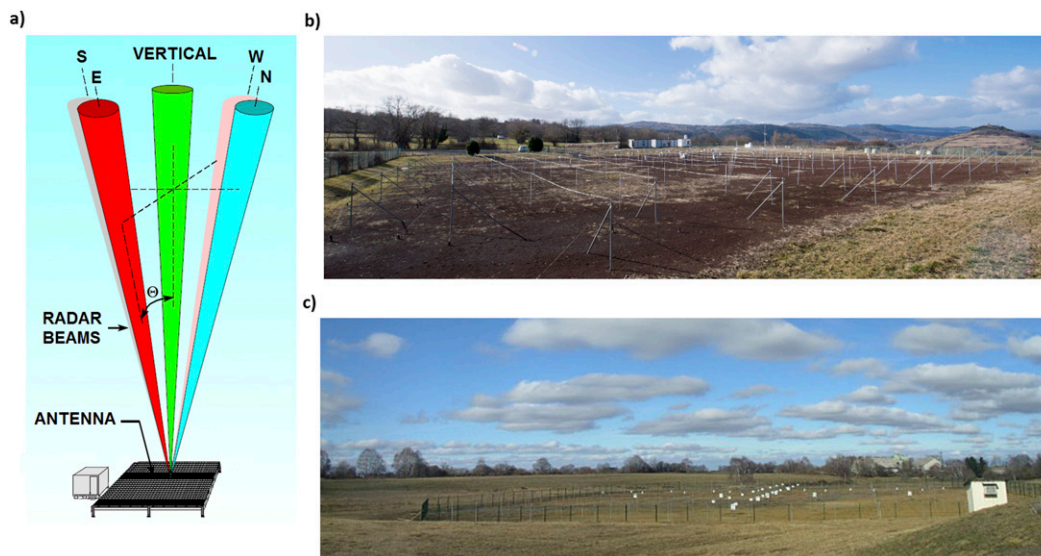 a)
S
E
VERTICAL
W
N
Θ
RADAR
BEAMS
ANTENNA
b)
c)